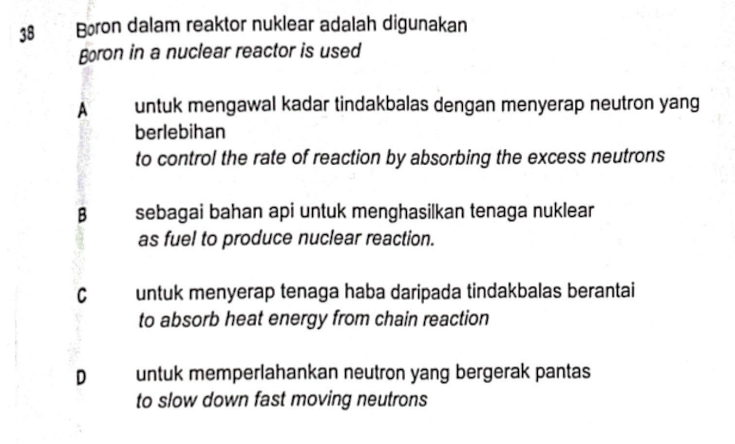 38 Boron dalam reaktor nuklear adalah digunakan
Boron in a nuclear reactor is used
A untuk mengawal kadar tindakbalas dengan menyerap neutron yang
berlebihan
to control the rate of reaction by absorbing the excess neutrons
B sebagai bahan api untuk menghasilkan tenaga nuklear
as fuel to produce nuclear reaction.
C untuk menyerap tenaga haba daripada tindakbalas berantai
to absorb heat energy from chain reaction
D untuk memperlahankan neutron yang bergerak pantas
to slow down fast moving neutrons